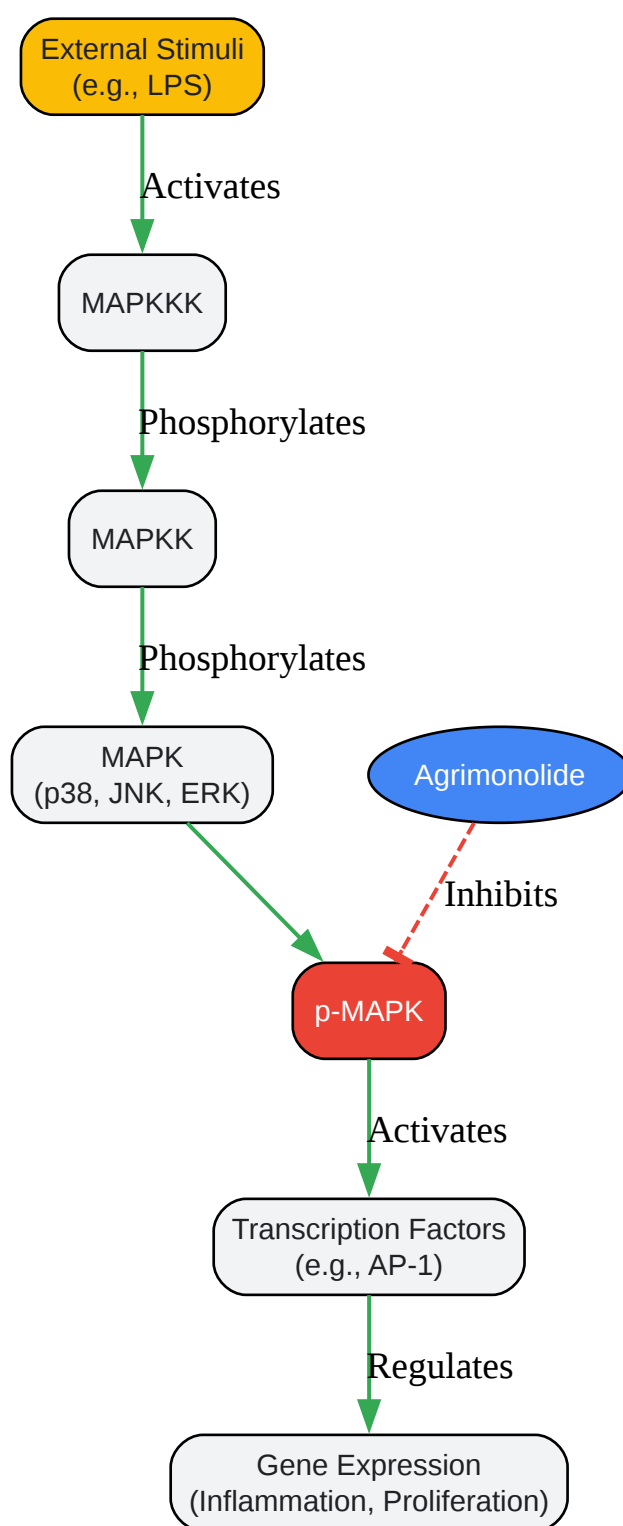 External Stimuli
(e.g., LPS)
Activates
MAPKKK
Phosphorylates
MAPKK
Phosphorylates
MAPK
(p38, JNK, ERK)
Agrimonolide
Inhibits
p-MAPK
Activates
Transcription Factors
(e.g., AP-1)
Regulates
Gene Expression
(Inflammation, Proliferation)